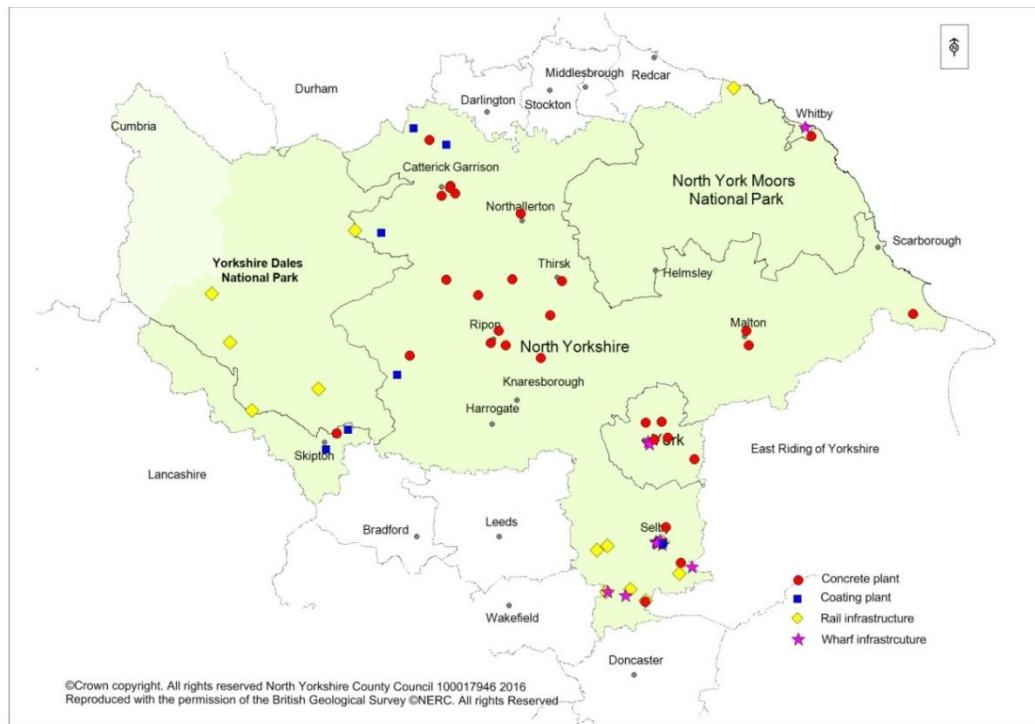 Middlesbrough
Redcar
Durham
Darlington
Stockton
Whitby
Cumbria
Catterick Garrison
North York Moors
National Park
Northallerton
Scarborough
Yorkshire Dales
National Park
Thirsk
Helmsley
Ripon
Malton
North Yorkshire
Knaresborough
Harrogate
York
East Riding of Yorkshire
Skipton
Lancashire
Bradford
Leeds
Selby
Concrete plant
Coating plant
Wakefield
Rail infrastructure
Wharf infrastrcuture
Doncaster
©Crown copyright. All rights reserved North Yorkshire County Council 100017946 2016
Reproduced with the permission of the British Geological Survey ©NERC. All rights Reserved